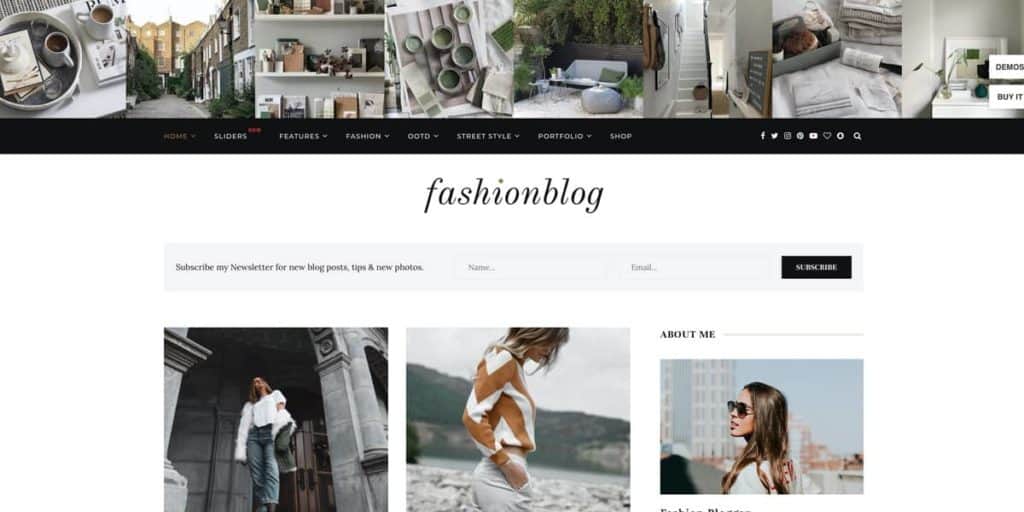 DEMOS
BUY IT
HOME SLIDERS NEW FEATURES FASHION OOTD STREET STYLE PORTFOLIO SHOP
fashionblog
Subscribe my Newsletter for new blog posts, tips & new photos. Name... Email... SUBSCRIBE
ABOUT ME
Fashion Blogger